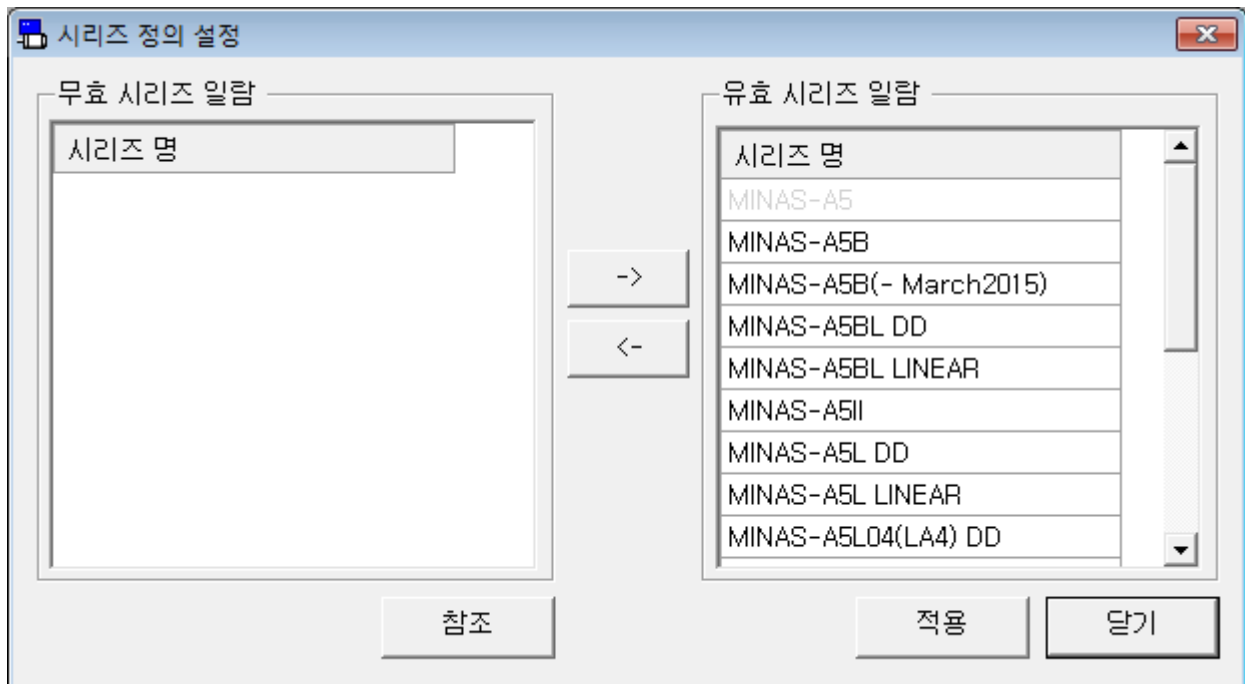 시리즈 정의 설정
무효 시리즈 일람
시리즈 명
->
<-
참조
유효 시리즈 일람
시리즈 명
MINAS-A5
MINAS-A5B
MINAS-A5B(- March2015)
MINAS-A5BL DD
MINAS-A5BL LINEAR
MINAS-A5II
MINAS-A5L DD
MINAS-A5L LINEAR
MINAS-A5L04(LA4) DD
적용
닫기